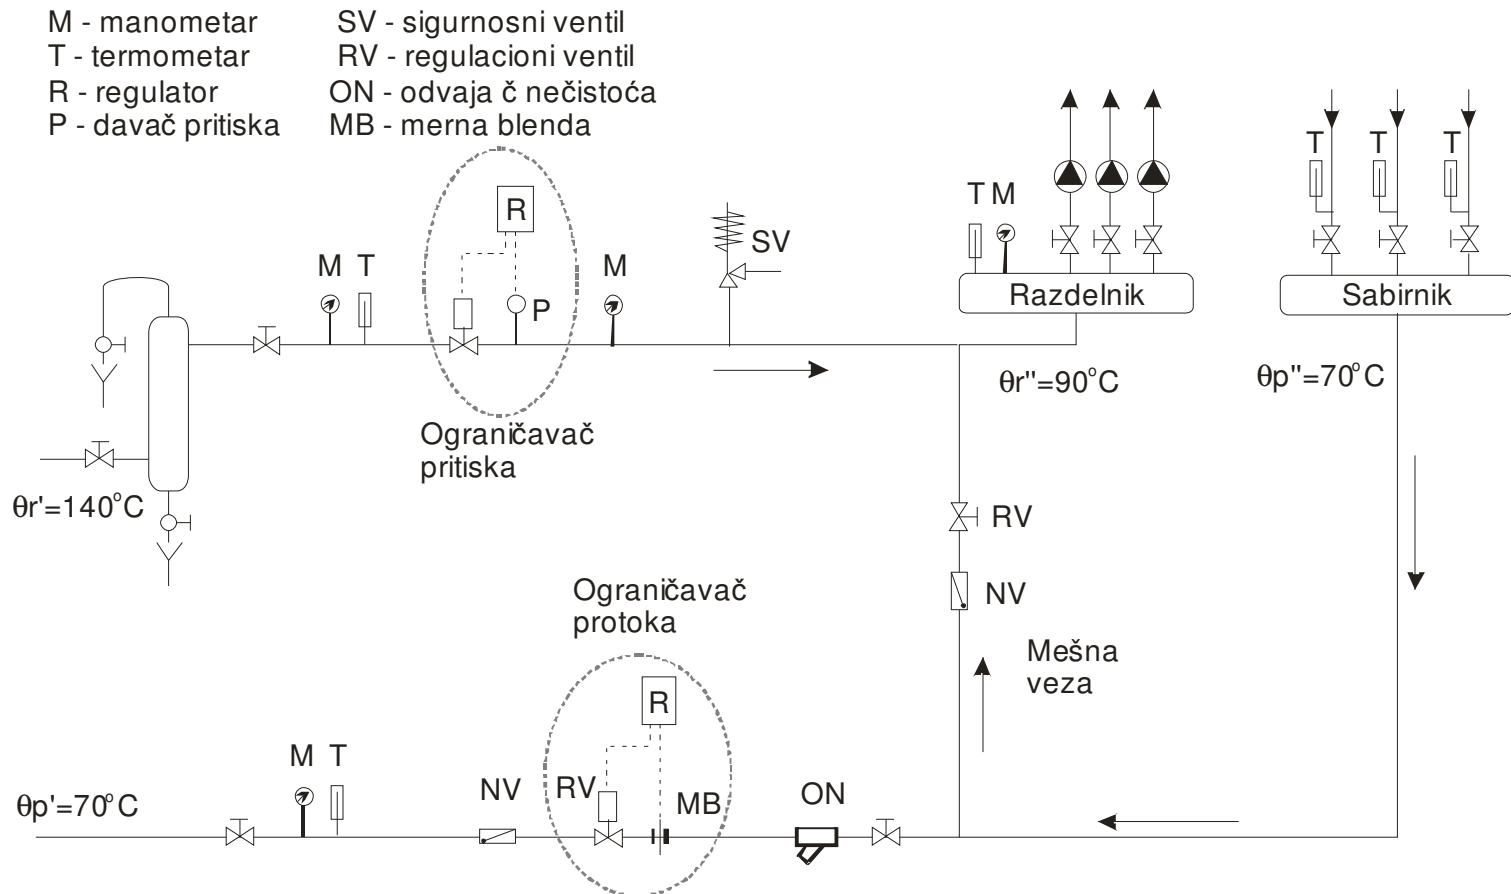 M - manometar
SV - sigurnosni ventil
T - termometar
RV - regulacioni ventil
R - regulator
ON - odvaja č nečistoća
P - davač pritiska
MB - merna blenda
T
T
T
R
T M
SV
M
T
M
P
Razdelnik
Sabirnik
θr''=90°C
θp''=70°C
Ograničavač
pritiska
θr'=140°C
RV
Ograničavač
protoka
NV
Mešna
veza
R
M
T
NV
RV
MB
ON
θp'=70°C